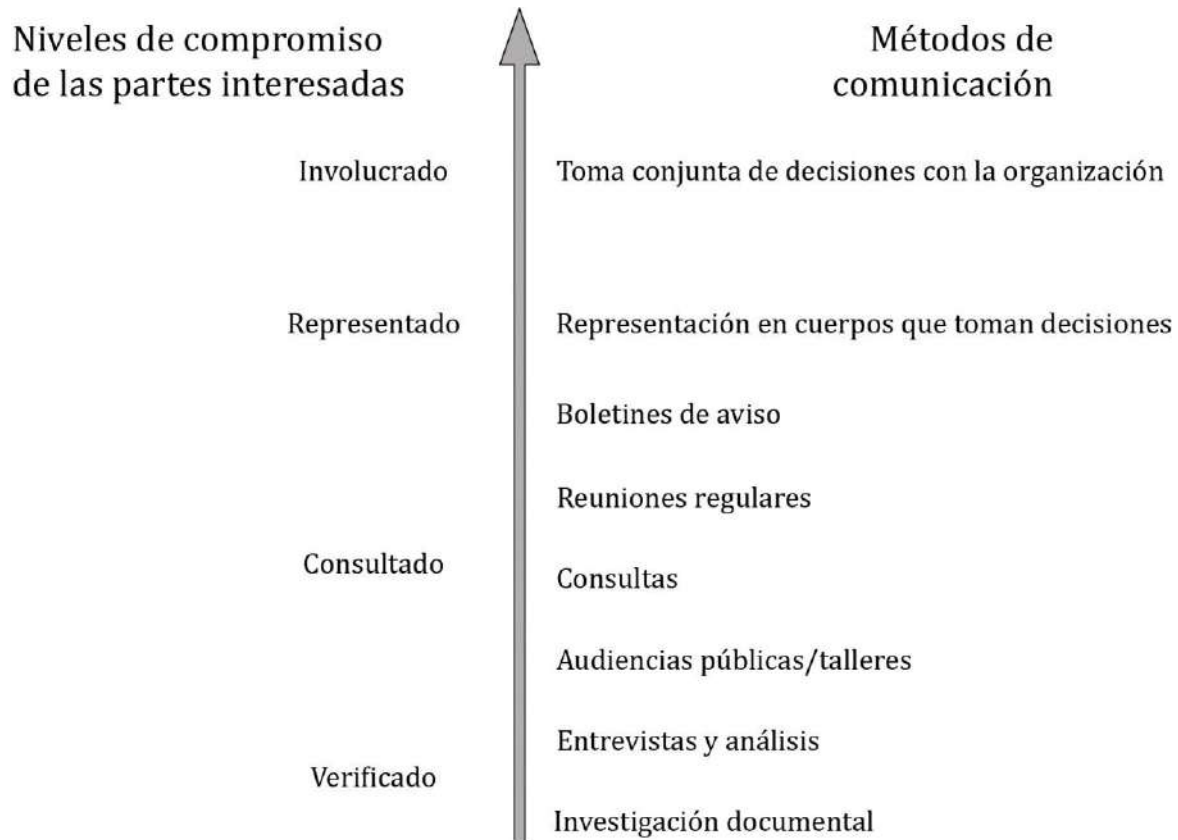 Niveles de compromiso
de las partes interesadas
Métodos de
comunicación
Involucrado
Toma conjunta de decisiones con la organización
Representado
Representación en cuerpos que toman decisiones
Boletines de aviso
Reuniones regulares
Consultado
Consultas
Audiencias públicas/talleres
Entrevistas y análisis
Verificado
Investigación documental